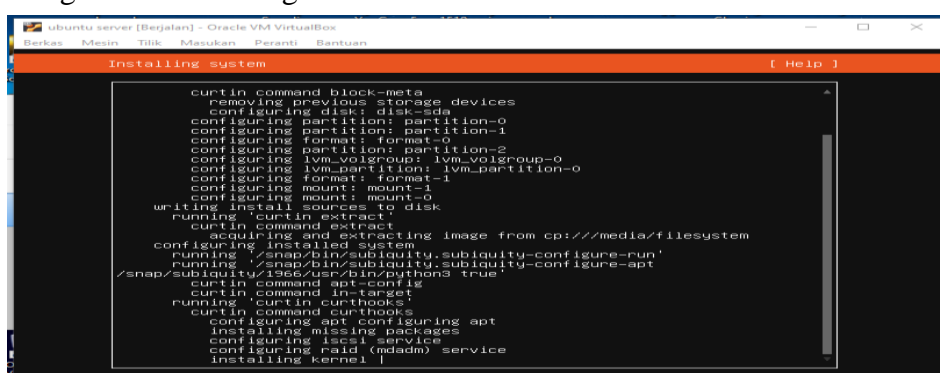 ubuntu server [Berjalan] - Oracle VM VirtualBox
Berkas Mesin Tilik Masukan Peranti Bantuan
Installing system [ Help ]
curtin command block-meta
removing previous storage devices
configuring disk: disk-sda
configuring partition: partition-0
configuring partition: partition-1
configuring format: format-0
configuring partition: partition-2
configuring lvm_volgroup: lvm_volgroup-0
configuring lvm_partition: lvm_partition-0
configuring format: format-1
configuring mount: mount-1
configuring mount: mount-0
writing install sources to disk
running 'curtin extract'
curtin command extract
acquiring and extracting image from cp:///media/filesystem
configuring installed system
running '/snap/bin/subiquity.subiquity-configure-run'
running '/snap/bin/subiquity.subiquity-configure-apt
/snap/subiquity/1966/usr/bin/python3 true'
curtin command apt-config
curtin command in-target
running 'curtin curthooks'
curtin command curthooks
configuring apt configuring apt
installing missing packages
configuring iscsi service
configuring raid (mdadm) service
installing kernel |